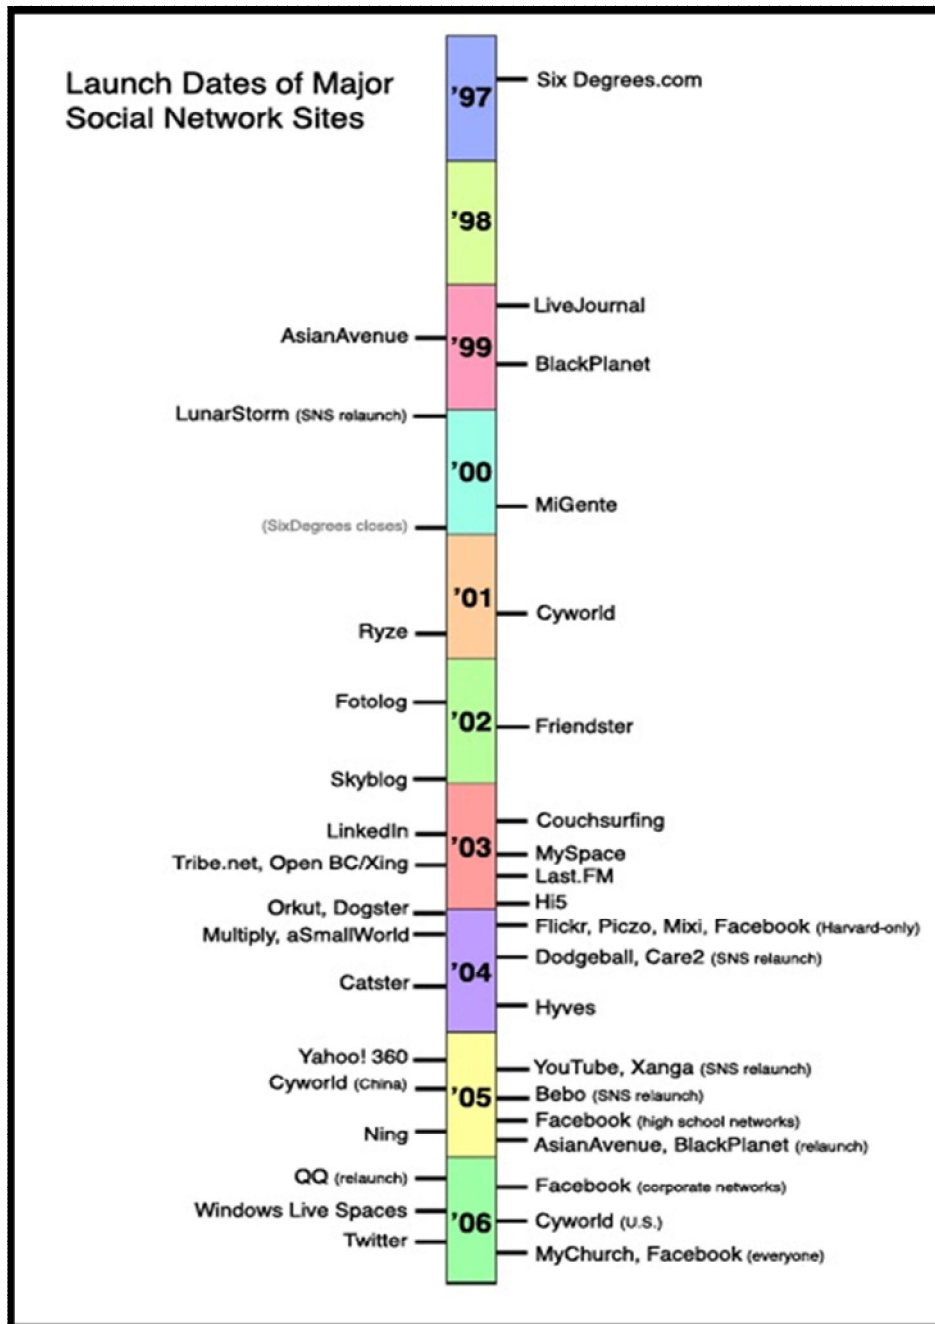 Launch Dates of Major
Social Network Sites
'97
Six Degrees.com
'98
LiveJournal
AsianAvenue
'99
BlackPlanet
LunarStorm (SNS relaunch)
'00
MiGente
(SixDegrees closes)
'01
Cyworld
Ryze
Fotolog
'02
Friendster
Skyblog
Couchsurfing
LinkedIn
'03
MySpace
Tribe.net, Open BC/Xing
Last.FM
Hi5
Orkut, Dogster
Flickr, Piczo, Mixi, Facebook (Harvard-only)
Multiply, aSmallWorld
Dodgeball, Care2 (SNS relaunch)
'04
Catster
Hyves
Yahoo! 360
YouTube, Xanga (SNS relaunch)
Cyworld (China)
'05
Bebo (SNS relaunch)
Facebook (high school networks)
Ning
AsianAvenue, BlackPlanet (relaunch)
QQ (relaunch)
Facebook (corporate networks)
Windows Live Spaces
'06
Cyworld (U.S.)
Twitter
MyChurch, Facebook (everyone)